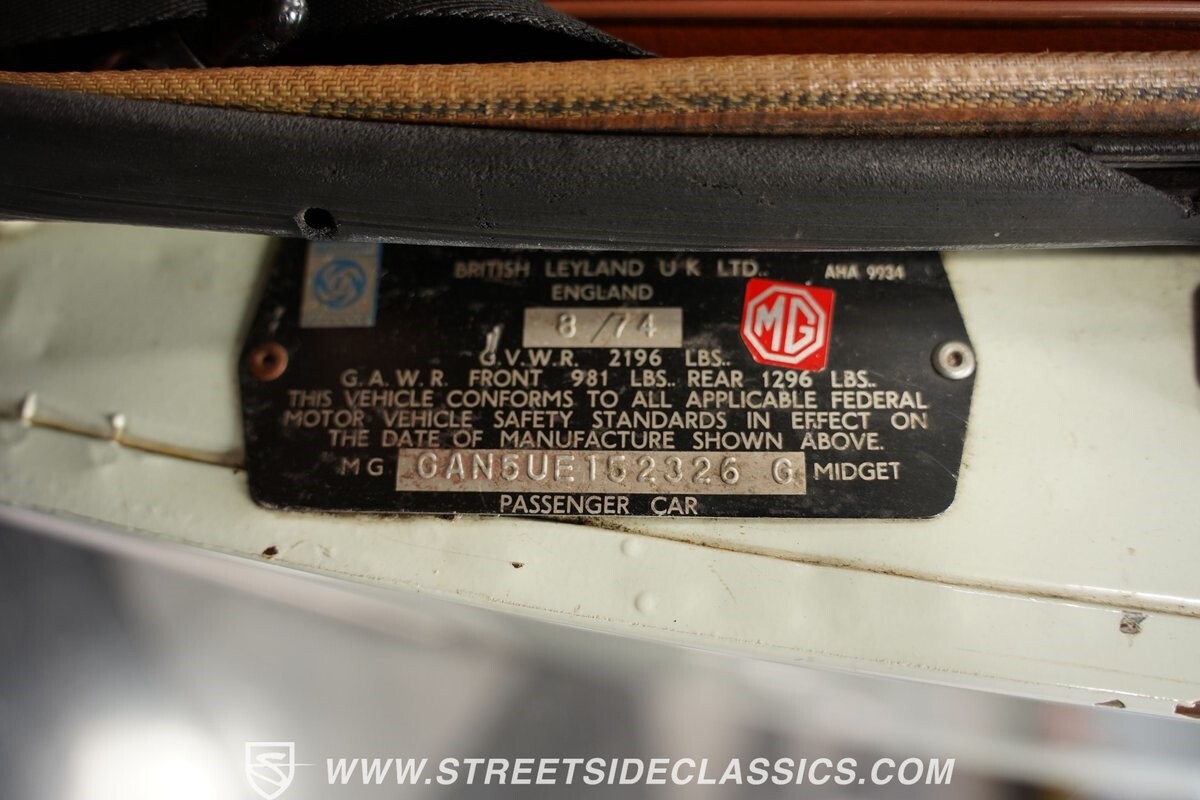 BRITISH LEYLAND U K LTD.. AHA 9934
ENGLAND
8 /74
MG
G.V.W.R. 2196 LBS..
G.A.W.R. FRONT 981 LBS.. REAR 1296 LBS..
THIS VEHICLE CONFORMS TO ALL APPLICABLE FEDERAL
MOTOR VEHICLE SAFETY STANDARDS IN EFFECT ON
THE DATE OF MANUFACTURE SHOWN ABOVE.
MG GAN5UE152326 G MIDGET
PASSENGER CAR
WWW.STREETSIDECLASSICS.COM